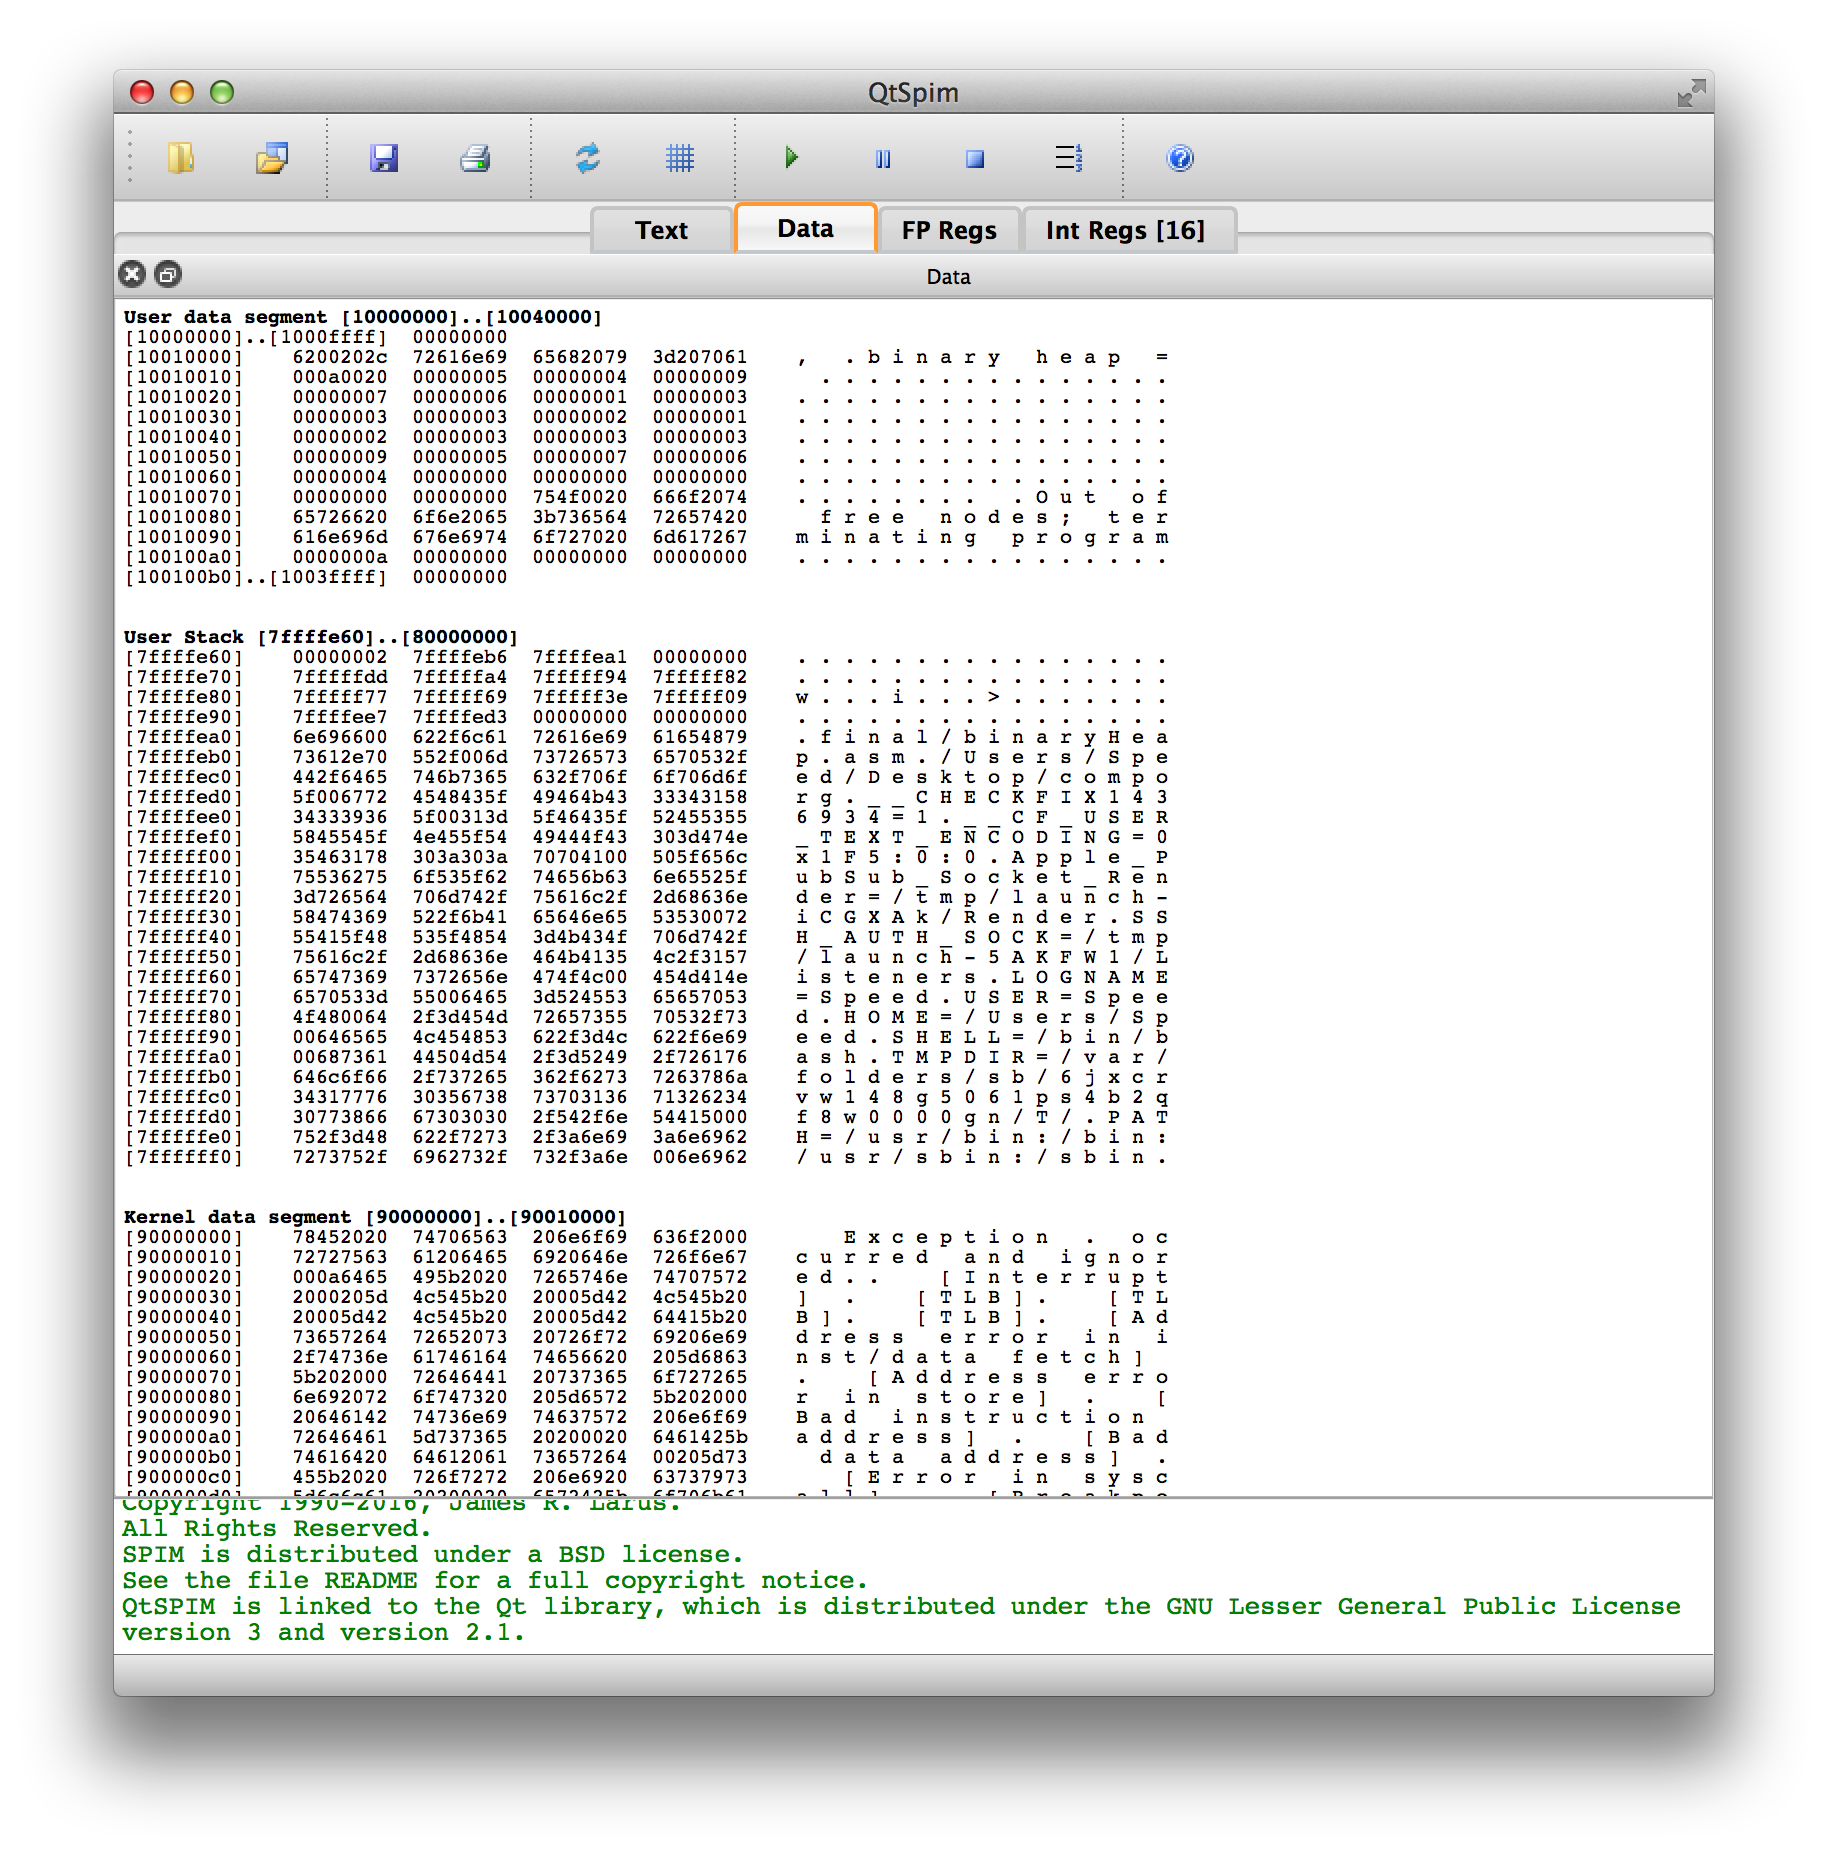 QtSpim
Text Data FP Regs Int Regs [16]
Data
User data segment [10000000]..[10040000]
[10000000]..[1000ffff] 00000000
[10010000] 6200202c 72616e69 65682079 3d207061 , . b i n a r y h e a p =
[10010010] 000a0020 00000005 00000004 00000009 . . . . . . . . . . . . . . .
[10010020] 00000007 00000006 00000001 00000003 . . . . . . . . . . . . . . . .
[10010030] 00000003 00000003 00000002 00000001 . . . . . . . . . . . . . . . .
[10010040] 00000002 00000003 00000003 00000003 . . . . . . . . . . . . . . . .
[10010050] 00000009 00000005 00000007 00000006 . . . . . . . . . . . . . . . .
[10010060] 00000004 00000000 00000000 00000000 . . . . . . . . . . . . . . . .
[10010070] 00000000 00000000 754f0020 666f2074 . . . . . . . . . O u t o f
[10010080] 65726620 6f6e2065 3b736564 72657420 f r e e n o d e s ; t e r
[10010090] 616e696d 676e6974 6f727020 6d617267 m i n a t i n g p r o g r a m
[100100a0] 0000000a 00000000 00000000 00000000 . . . . . . . . . . . . . . . .
[100100b0]..[1003ffff] 00000000
User Stack [7ffffe60]..[80000000]
[7ffffe60] 00000002 7ffffeb6 7ffffea1 00000000 . . . . . . . . . . . . . . . .
[7ffffe70] 7fffffdd 7fffffa4 7fffff94 7fffff82 . . . . . . . . . . . . . . . .
[7ffffe80] 7fffff77 7fffff69 7fffff3e 7fffff09 w . . . i . . . > . . . . . . .
[7ffffe90] 7ffffee7 7ffffed3 00000000 00000000 . . . . . . . . . . . . . . . .
[7ffffea0] 6e696600 622f6c61 72616e69 61654879 . f i n a l / b i n a r y H e a
[7ffffeb0] 73612e70 552f006d 73726573 6570532f p . a s m . / U s e r s / S p e
[7ffffec0] 442f6465 746b7365 632f706f 6f706d6f e d / D e s k t o p / c o m p o
[7ffffed0] 5f006772 4548435f 49464b43 33343158 r g . _ _ C H E C K F I X 1 4 3
[7ffffee0] 34333936 5f00313d 5f46435f 52455355 6 9 3 4 = 1 . _ _ C F _ U S E R
[7ffffef0] 5845545f 4e455f54 49444f43 303d474e _ T E X T _ E N C O D I N G = 0
[7fffff00] 35463178 303a303a 70704100 505f656c x 1 F 5 : 0 : 0 . A p p l e _ P
[7fffff10] 75536275 6f535f62 74656b63 6e65525f u b S u b _ S o c k e t _ R e n
[7fffff20] 3d726564 706d742f 75616c2f 2d68636e d e r = / t m p / l a u n c h -
[7fffff30] 58474369 522f6b41 65646e65 53530072 i C G X A k / R e n d e r . S S
[7fffff40] 55415f48 535f4854 3d4b434f 706d742f H _ A U T H _ S O C K = / t m p
[7fffff50] 75616c2f 2d68636e 464b4135 4c2f3157 / l a u n c h - 5 A K F W 1 / L
[7fffff60] 65747369 7372656e 474f4c00 454d414e i s t e n e r s . L O G N A M E
[7fffff70] 6570533d 55006465 3d524553 65657053 = S p e e d . U S E R = S p e e
[7fffff80] 4f480064 2f3d454d 72657355 70532f73 d . H O M E = / U s e r s / S p
[7fffff90] 00646565 4c454853 622f3d4c 622f6e69 e e d . S H E L L = / b i n / b
[7fffffa0] 00687361 44504d54 2f3d5249 2f726176 a s h . T M P D I R = / v a r /
[7fffffb0] 646c6f66 2f737265 362f6273 7263786a f o l d e r s / s b / 6 j x c r
[7fffffc0] 34317776 30356738 73703136 71326234 v w 1 4 8 g 5 0 6 1 p s 4 b 2 q
[7fffffd0] 30773866 67303030 2f542f6e 54415000 f 8 w 0 0 0 0 g n / T / . P A T
[7fffffe0] 752f3d48 622f7273 2f3a6e69 3a6e6962 H = / u s r / b i n : / b i n :
[7ffffff0] 7273752f 6962732f 732f3a6e 006e6962 / u s r / s b i n : / s b i n .
Kernel data segment [90000000]..[90010000]
[90000000] 78452020 74706563 206e6f69 636f2000 E x c e p t i o n . o c
[90000010] 72727563 61206465 6920646e 726f6e67 c u r r e d a n d i g n o r
[90000020] 000a6465 495b2020 7265746e 74707572 e d . . [ I n t e r r u p t
[90000030] 2000205d 4c545b20 20005d42 4c545b20 ] . [ T L B ] . [ T L
[90000040] 20005d42 4c545b20 20005d42 64415b20 B ] . [ T L B ] . [ A d
[90000050] 73657264 72652073 20726f72 69206e69 d r e s s e r r o r i n i
[90000060] 2f74736e 61746164 74656620 205d6863 n s t / d a t a f e t c h ]
[90000070] 5b202000 72646441 20737365 6f727265 . [ A d d r e s s e r r o
[90000080] 6e692072 6f747320 205d6572 5b202000 r i n s t o r e ] . [
[90000090] 20646142 74736e69 74637572 206e6f69 B a d i n s t r u c t i o n
[900000a0] 72646461 5d737365 20200020 6461425b a d d r e s s ] . [ B a d
[900000b0] 74616420 64612061 73657264 00205d73 d a t a a d d r e s s ] .
[900000c0] 455b2020 726f7272 206e6920 63737973 [ E r r o r i n s y s c
Copyright 1990-2016, James R. Larus.
All Rights Reserved.
SPIM is distributed under a BSD license.
See the file README for a full copyright notice.
QtSPIM is linked to the Qt library, which is distributed under the GNU Lesser General Public License
version 3 and version 2.1.